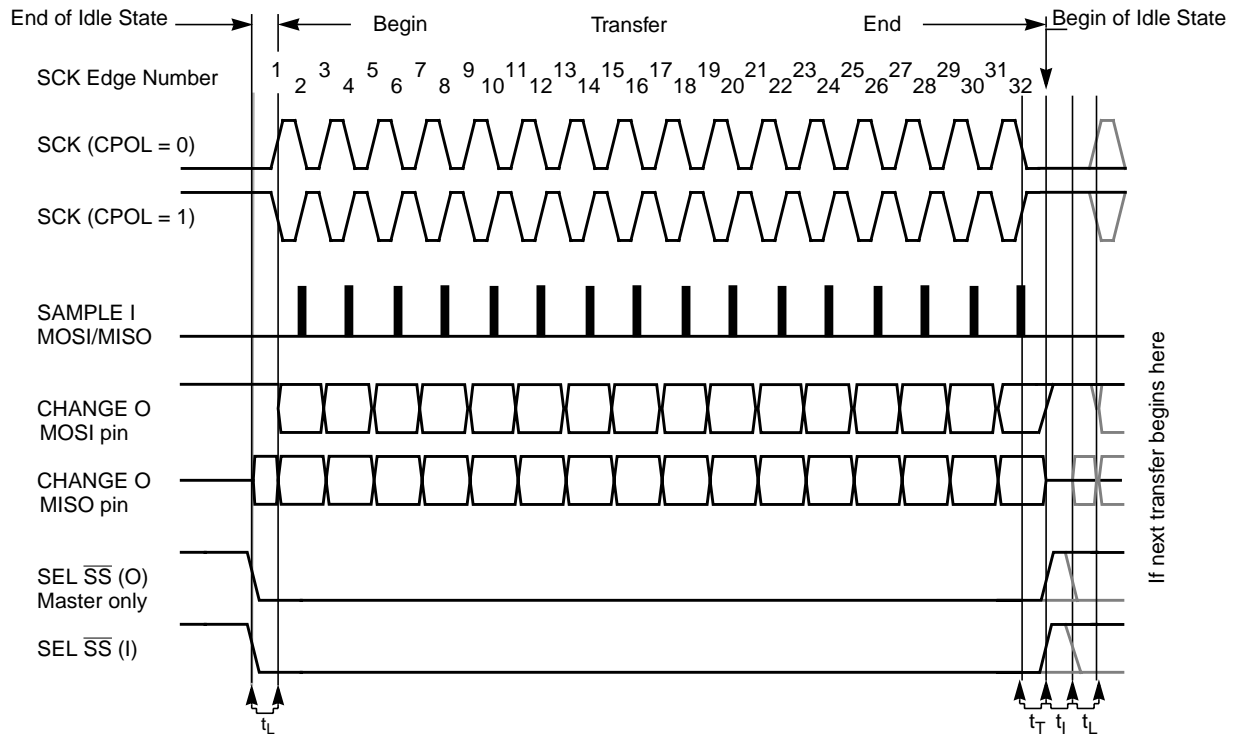 End of Idle State
Begin
Transfer
End
Begin of Idle State
SCK Edge Number
1 3 5 7 9 11 13 15 17 19 21 23 25 27 29 31
2 4 6 8 10 12 14 16 18 20 22 24 26 28 30 32
SCK (CPOL = 0)
SCK (CPOL = 1)
SAMPLE I
MOSI/MISO
CHANGE O
MOSI pin
CHANGE O
MISO pin
SEL S̅S̅ (O)
Master only
SEL S̅S̅ (I)
tL
tT tI tL
If next transfer begins here